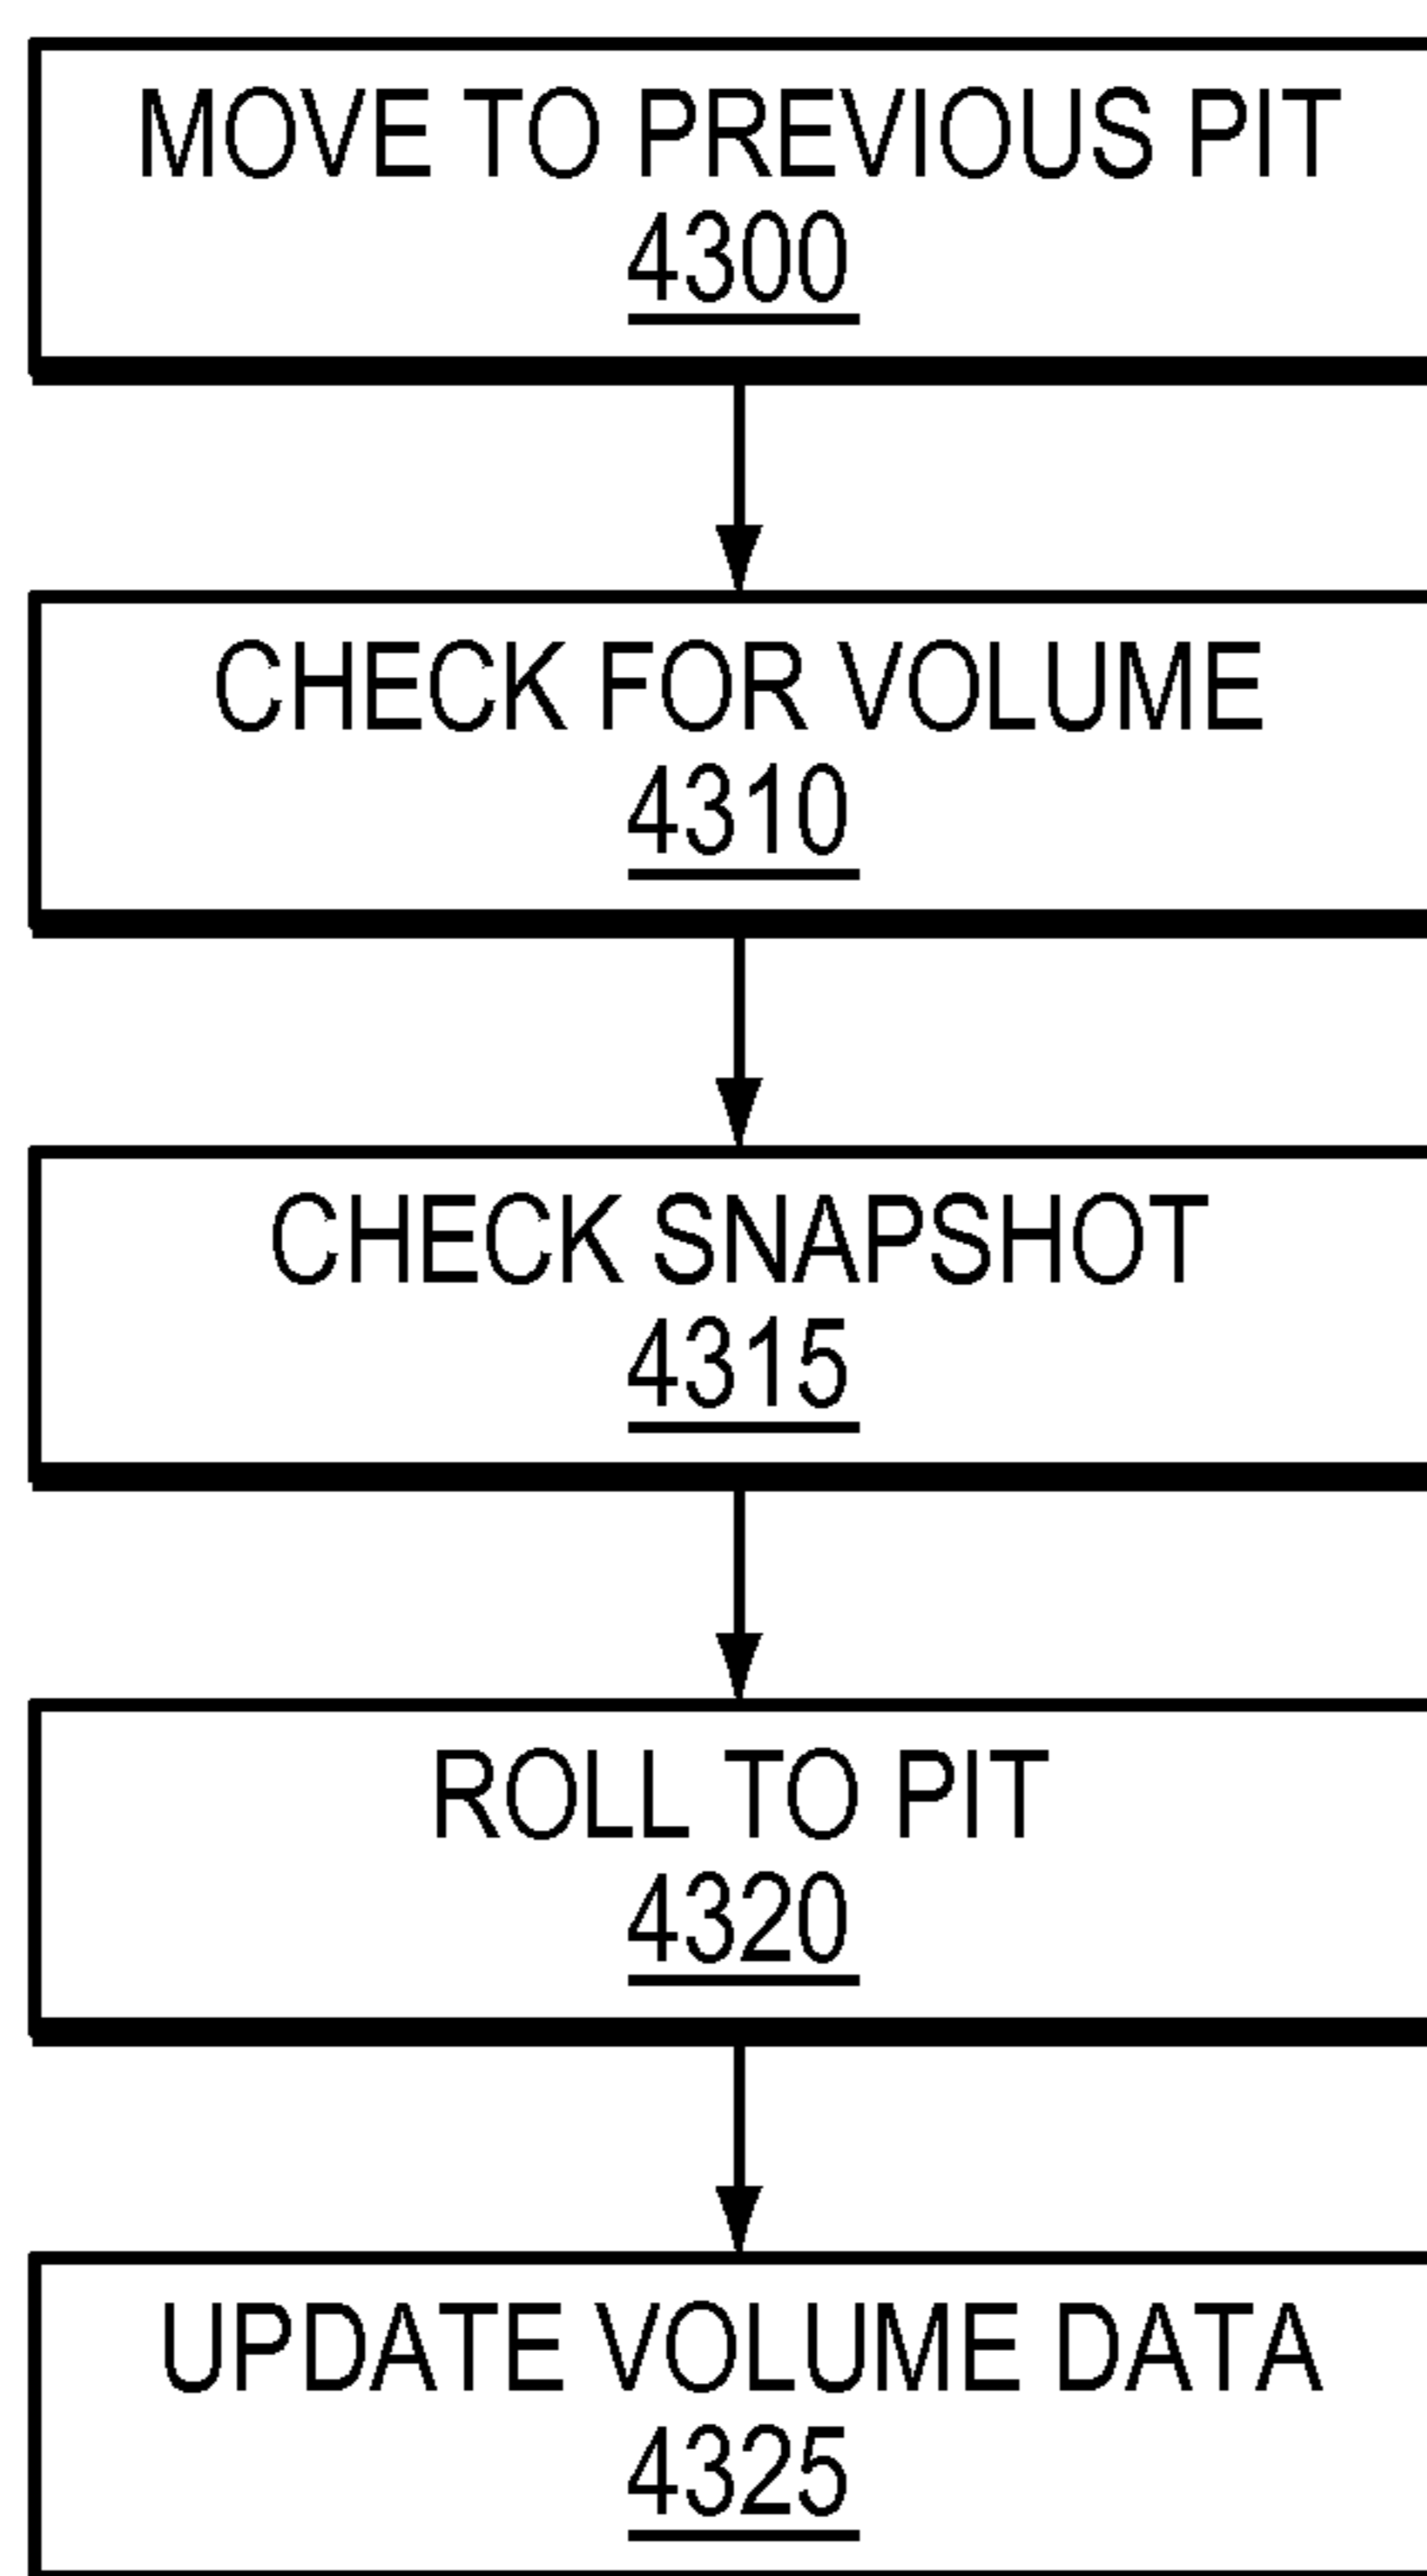 MOVE TO PREVIOUS PIT
4300
CHECK FOR VOLUME
4310
CHECK SNAPSHOT
4315
ROLL TO PIT
4320
UPDATE VOLUME DATA
4325